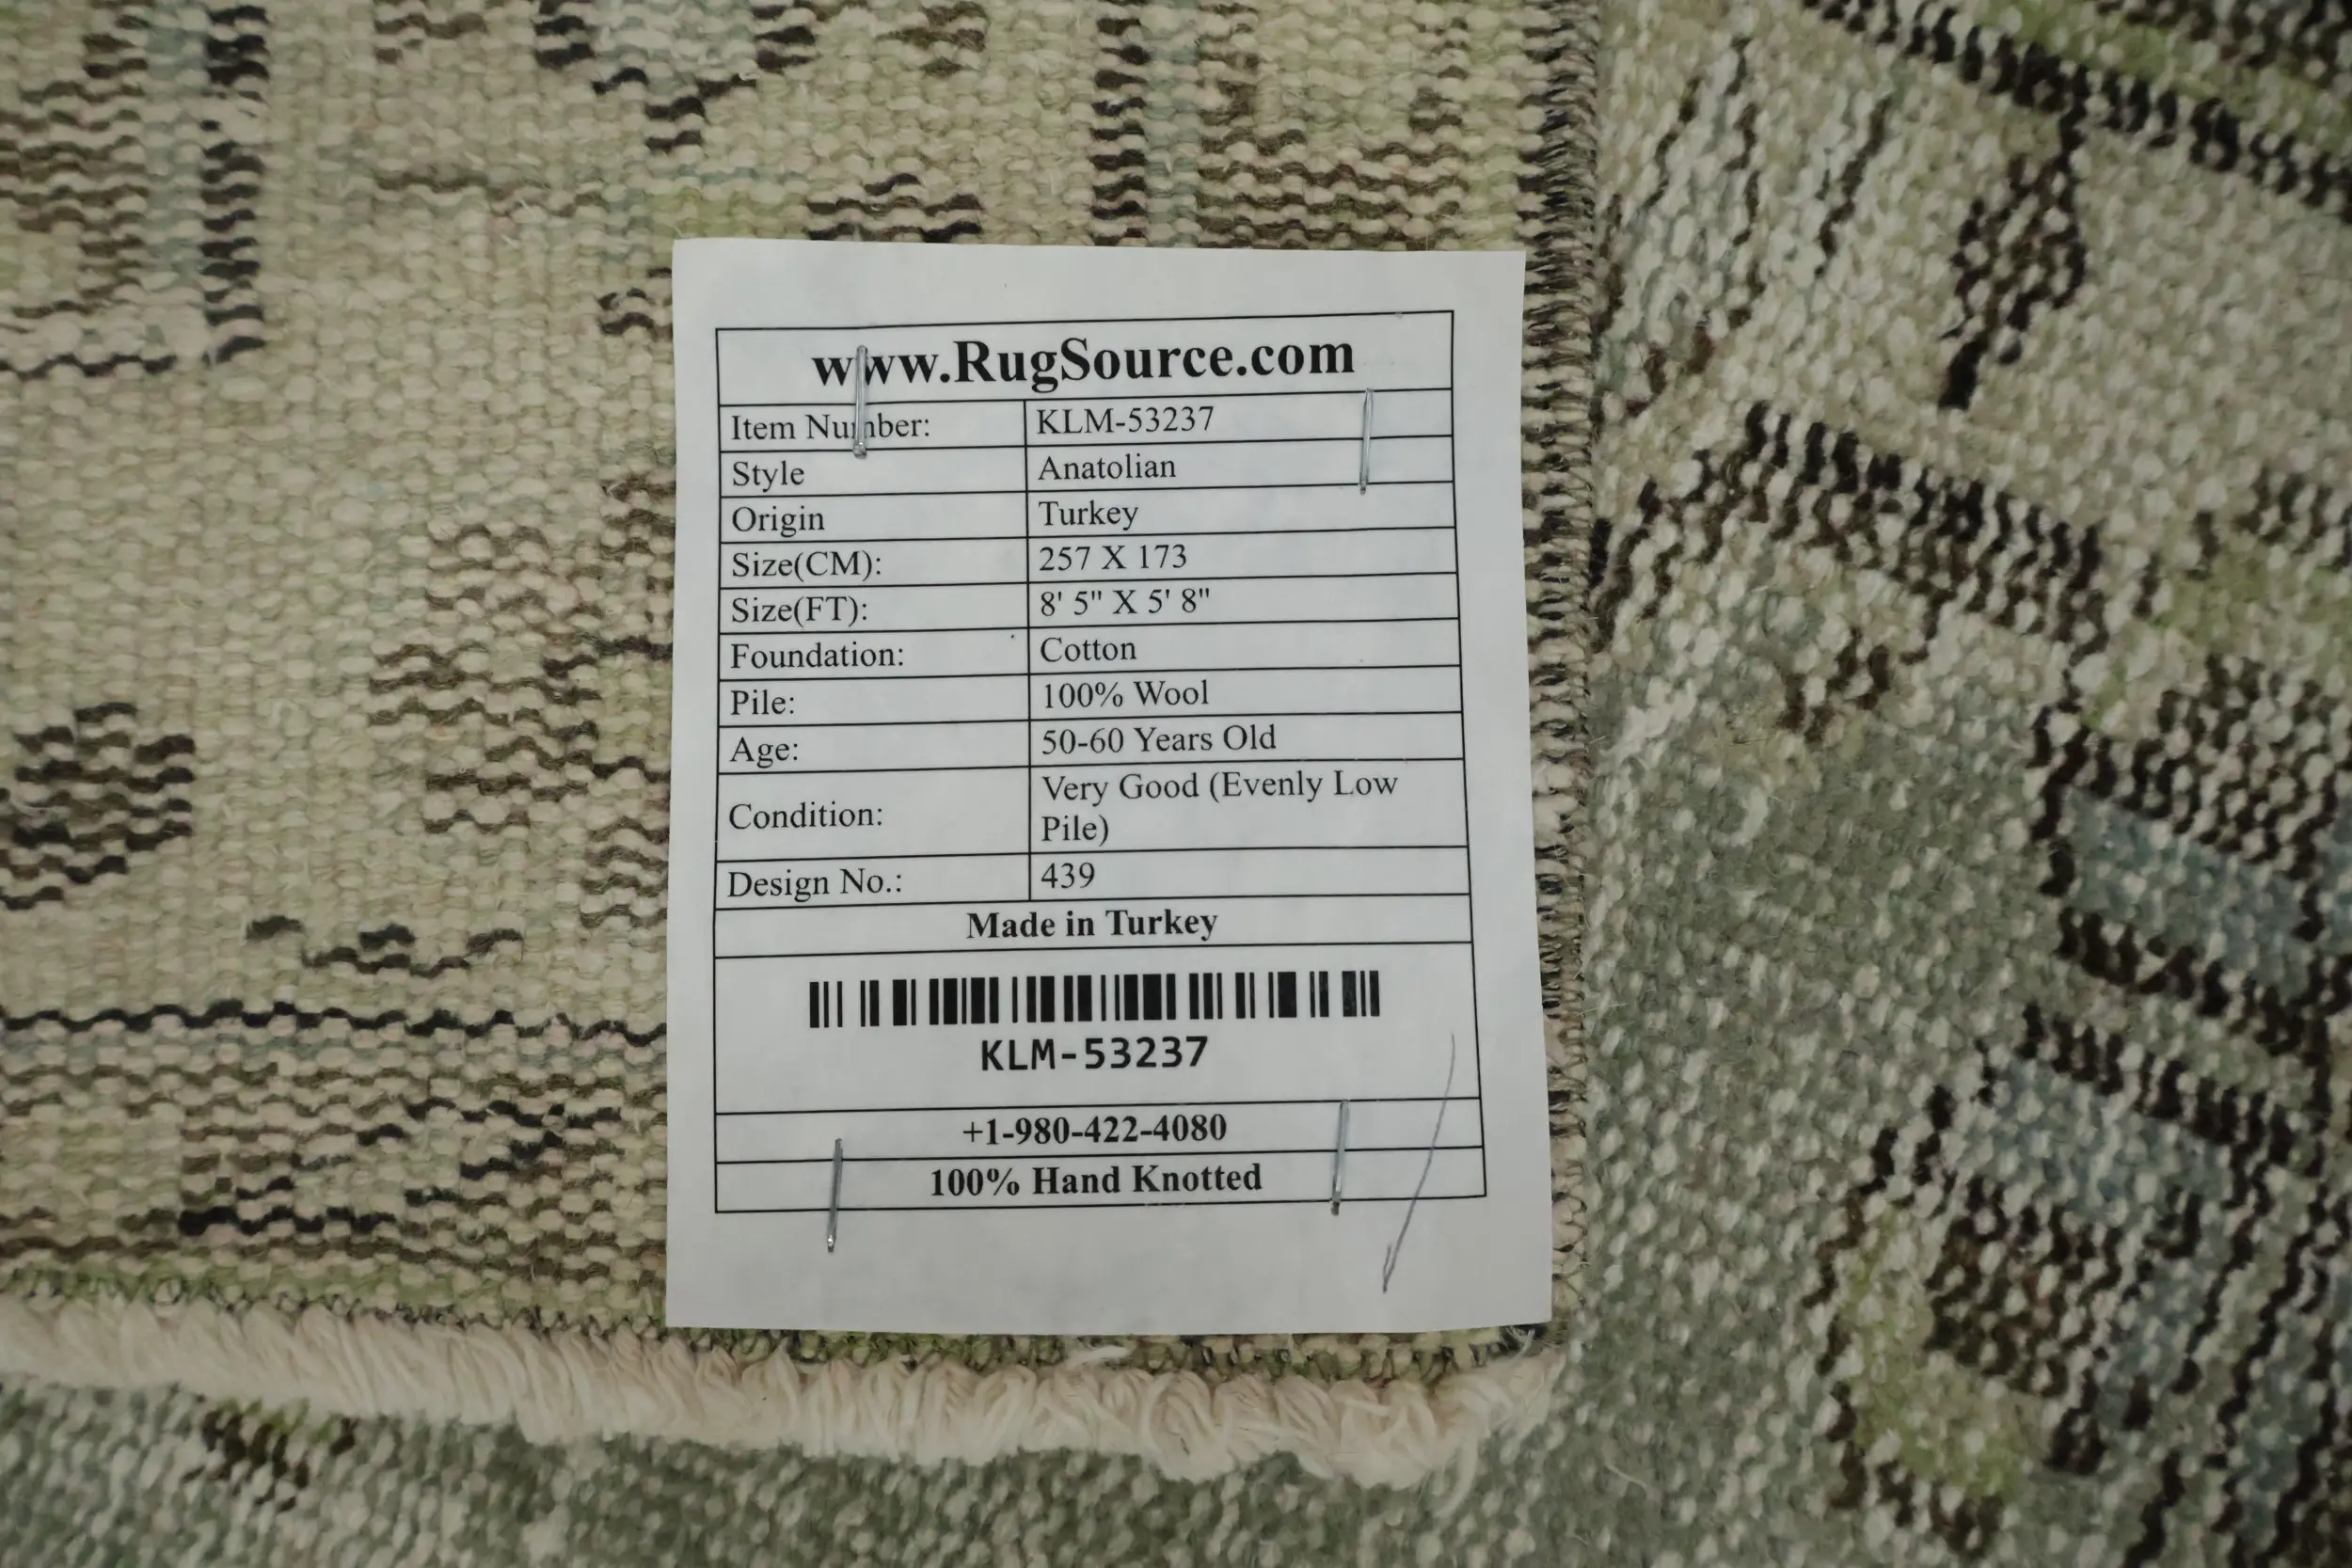 www.RugSource.com
Item Number: KLM-53237
Style Anatolian
Origin Turkey
Size(CM): 257 X 173
Size(FT): 8' 5" X 5' 8"
Foundation: Cotton
Pile: 100% Wool
Age: 50-60 Years Old
Condition: Very Good (Evenly Low
Pile)
Design No.: 439
Made in Turkey
KLM-53237
+1-980-422-4080
100% Hand Knotted